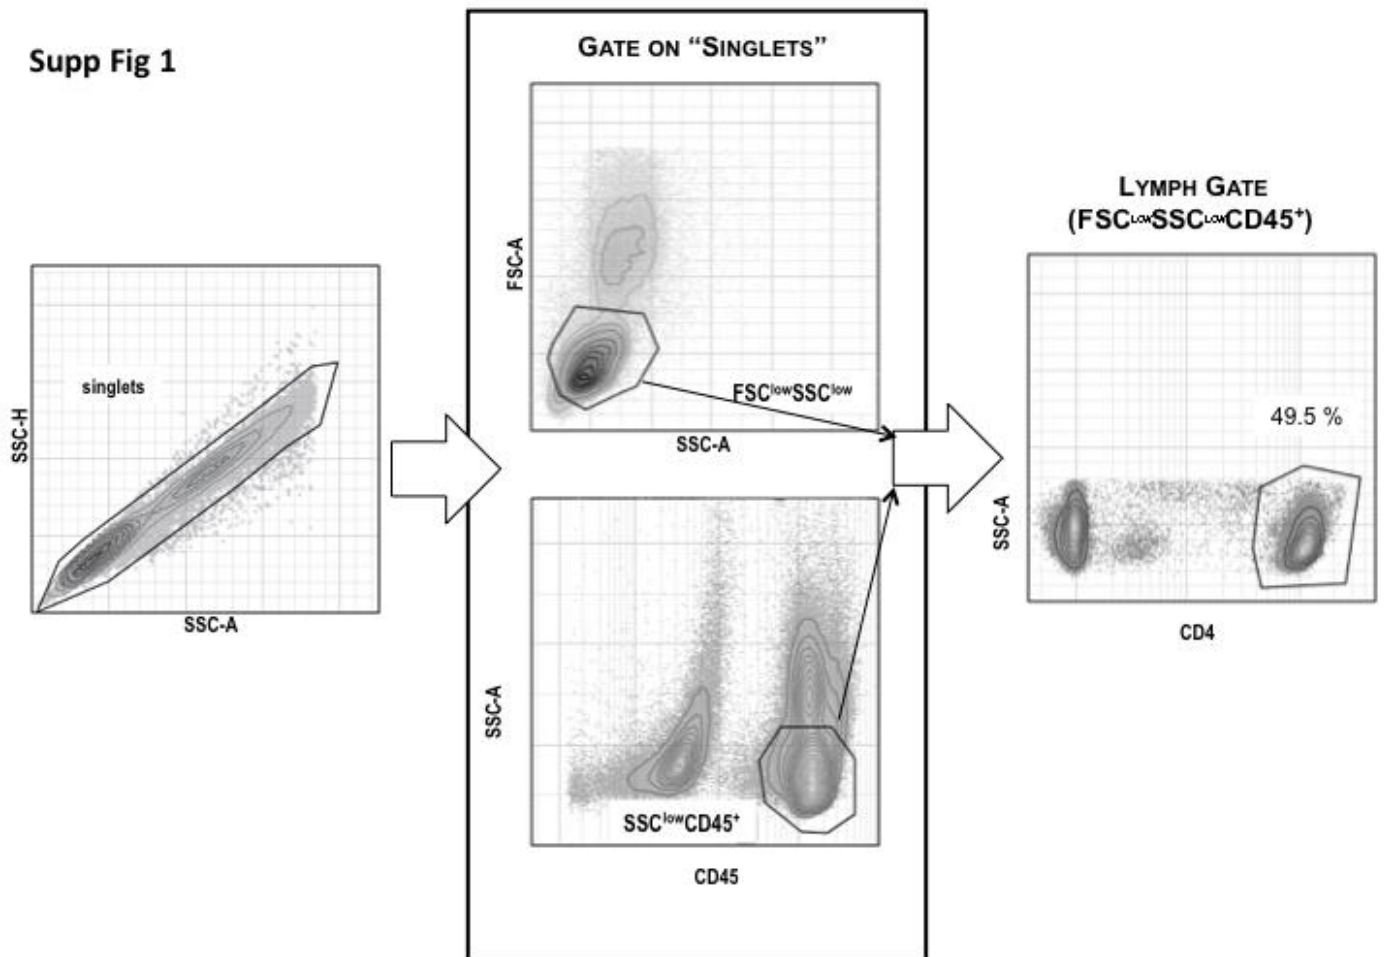 Supp Fig 1
singlets
SSC-H
SSC-A
GATE ON “SINGLETS”
FSC-A
FSClowSSClow
SSC-A
SSC-A
SSClowCD45+
CD45
LYMPH GATE
(FSCLOWSSCLOWCD45+)
49.5 %
SSC-A
CD4